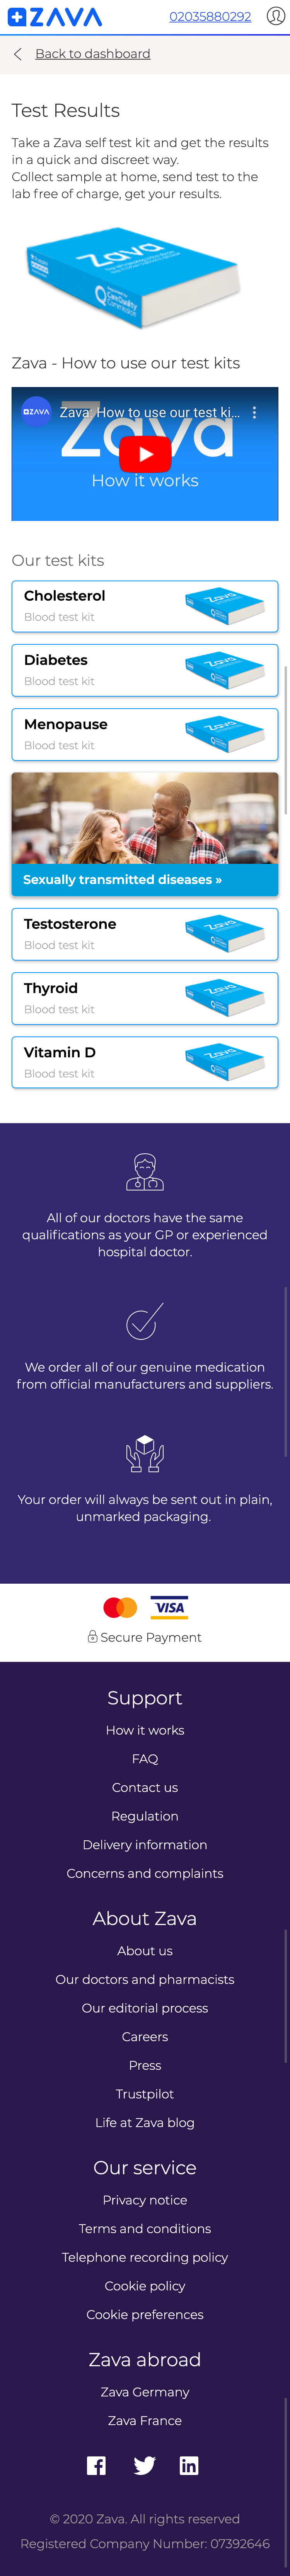 ZAVA
02035880292
Back to dashboard
Test Results
Take a Zava self test kit and get the results
in a quick and discreet way.
Collect sample at home, send test to the
lab free of charge, get your results.
Zava
CareQuality
Commission
Zava - How to use our test kits
ZAVA
Zava: How to use our test ki...
Zava
How it works
Our test kits
Cholesterol
Blood test kit
Zava
Diabetes
Blood test kit
Zava
Menopause
Blood test kit
Zava
Sexually transmitted diseases »
Testosterone
Blood test kit
Zava
Thyroid
Blood test kit
Zava
Vitamin D
Blood test kit
Zava
All of our doctors have the same
qualifications as your GP or experienced
hospital doctor.
We order all of our genuine medication
from official manufacturers and suppliers.
Your order will always be sent out in plain,
unmarked packaging.
VISA
Secure Payment
Support
How it works
FAQ
Contact us
Regulation
Delivery information
Concerns and complaints
About Zava
About us
Our doctors and pharmacists
Our editorial process
Careers
Press
Trustpilot
Life at Zava blog
Our service
Privacy notice
Terms and conditions
Telephone recording policy
Cookie policy
Cookie preferences
Zava abroad
Zava Germany
Zava France
© 2020 Zava. All rights reserved
Registered Company Number: 07392646